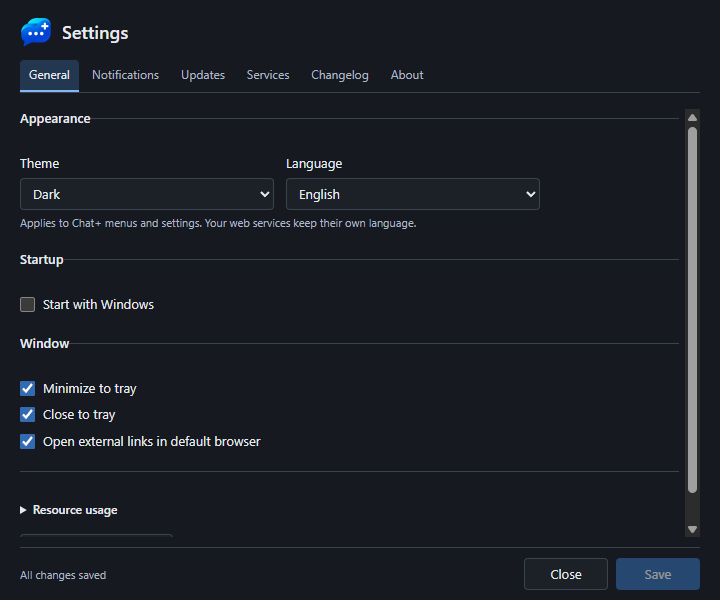 Settings
General Notifications Updates Services Changelog About
Appearance
Theme Language
Dark English
Applies to Chat+ menus and settings. Your web services keep their own language.
Startup
Start with Windows
Window
Minimize to tray
Close to tray
Open external links in default browser
Resource usage
All changes saved Close Save